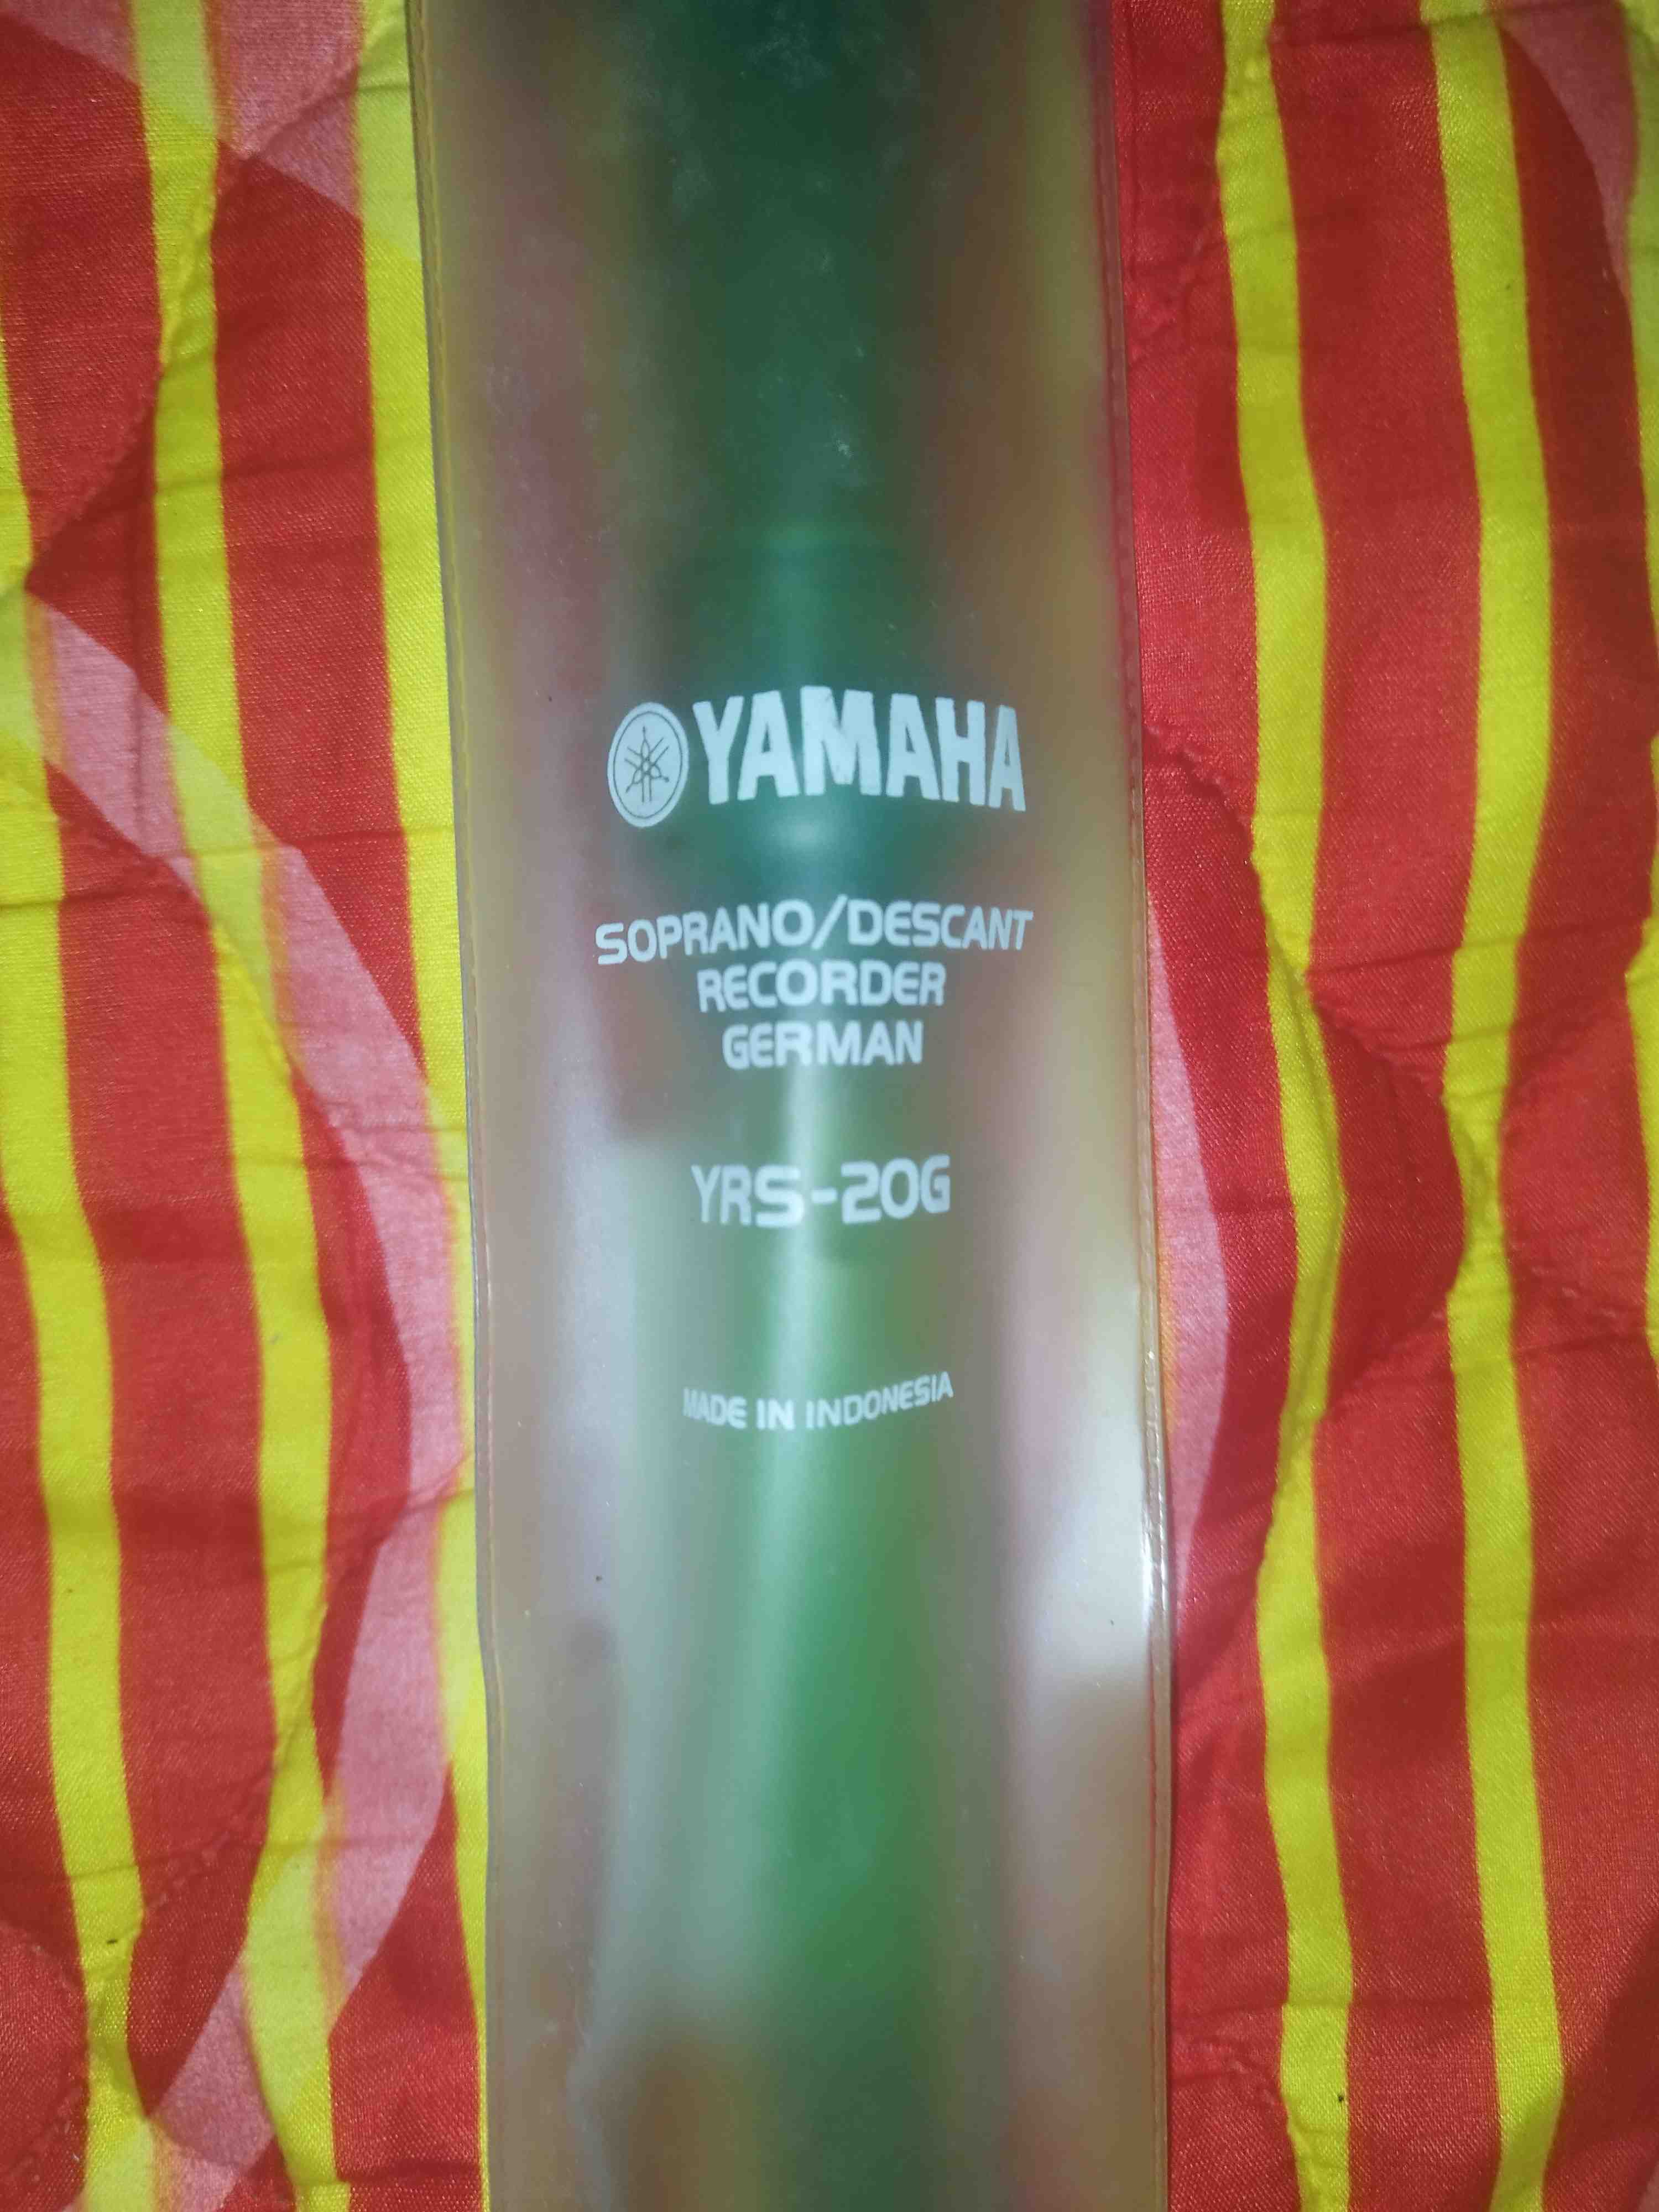 YAMAHA
SOPRANO/DESCANT
RECORDER
GERMAN
YRS-20G
MADE IN INDONESIA